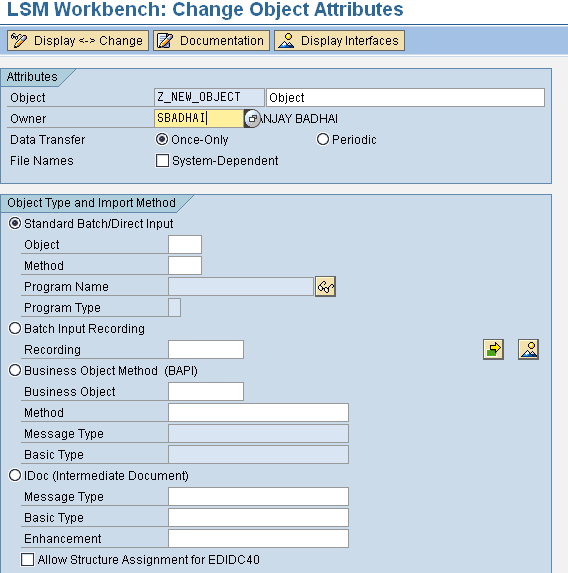 LSM Workbench: Change Object Attributes
Display <-> Change Documentation Display Interfaces
Attributes
Object Z_NEW_OBJECT Object
Owner SBADHAI ANJAY BADHAI
Data Transfer Once-Only Periodic
File Names System-Dependent
Object Type and Import Method
Standard Batch/Direct Input
Object
Method
Program Name
Program Type
Batch Input Recording
Recording
Business Object Method (BAPI)
Business Object
Method
Message Type
Basic Type
IDoc (Intermediate Document)
Message Type
Basic Type
Enhancement
Allow Structure Assignment for EDIDC40